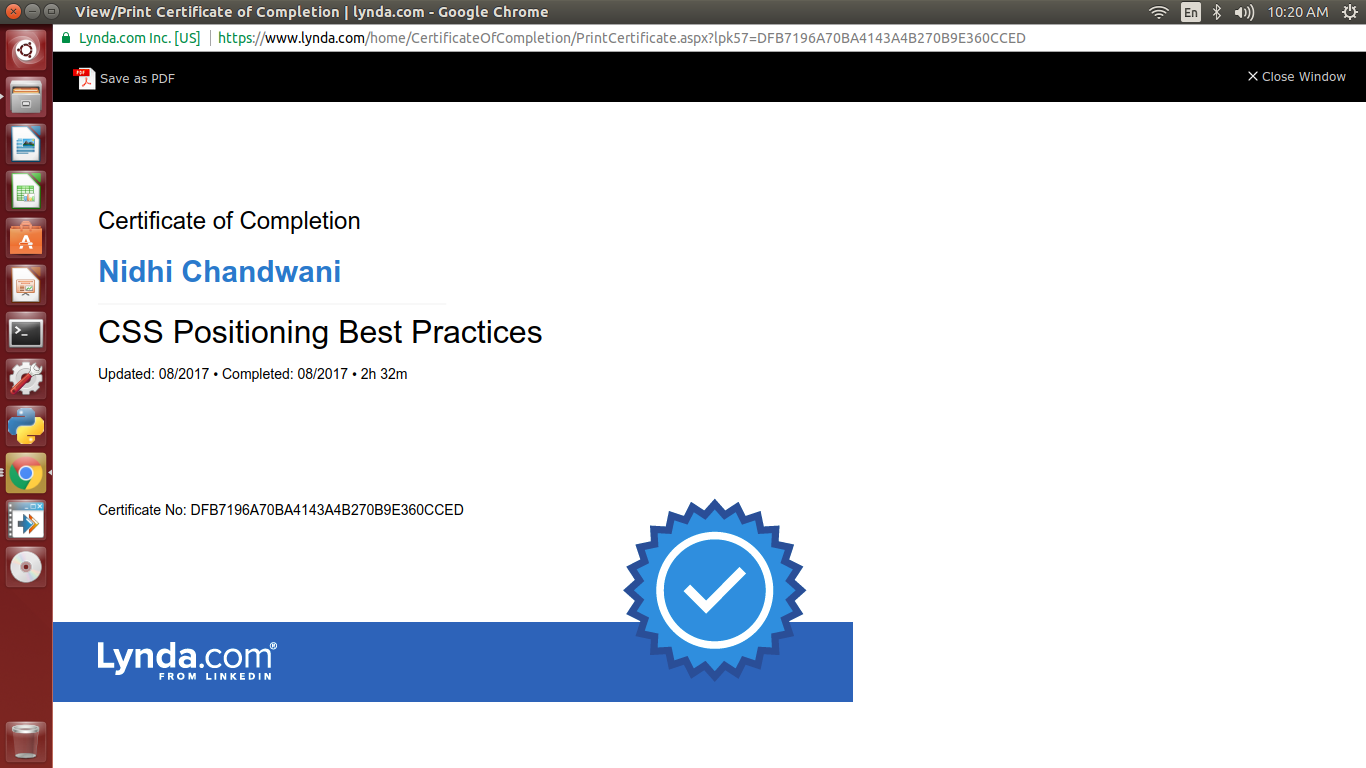 View/Print Certificate of Completion | lynda.com - Google Chrome
En
10:20 AM
Lynda.com Inc. [US]
https://www.lynda.com/home/CertificateOfCompletion/PrintCertificate.aspx?lpk57=DFB7196A70BA4143A4B270B9E360CCED
PDF
Save as PDF
Close Window
Certificate of Completion
Nidhi Chandwani
CSS Positioning Best Practices
Updated: 08/2017 • Completed: 08/2017 • 2h 32m
Certificate No: DFB7196A70BA4143A4B270B9E360CCED
Lynda.com®
FROM LINKEDIN